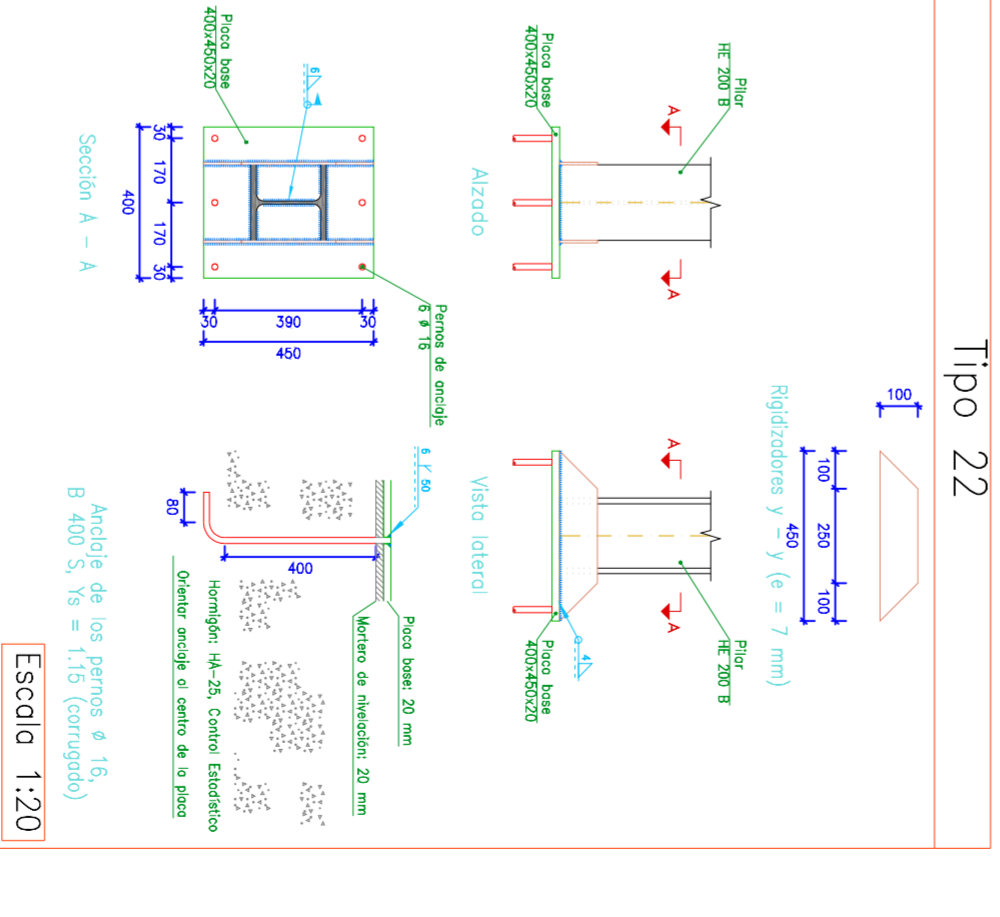 Tipo 22
Pilar
HE 200 B
A
A
Placa base
400x450x20
Alzado
100
100
250
100
450
Rigidizadores y - y (e = 7 mm)
Pilar
HE 200 B
A
A
4
Placa base
400x450x20
Vista lateral
Placa base
400x450x20
6
30
170
170
30
400
30
390
30
450
Pernos de anclaje
6 ø 16
Sección A - A
6
50
Placa base: 20 mm
Mortero de nivelación: 20 mm
400
80
Hormigón: HA-25, Control Estadístico
Orientar anclaje al centro de la placa
Anclaje de los pernos ø 16,
B 400 S, Ys = 1.15 (corrugado)
Escala 1:20